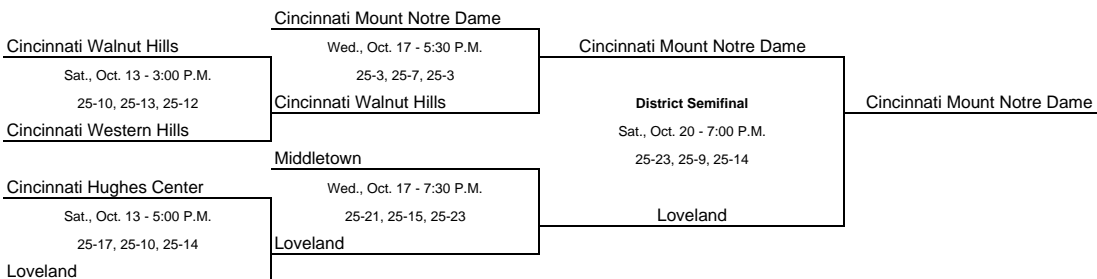 Cincinnati Mount Notre Dame
Cincinnati Walnut Hills
Wed., Oct. 17 - 5:30 P.M.
Cincinnati Mount Notre Dame
Sat., Oct. 13 - 3:00 P.M.
25-3, 25-7, 25-3
25-10, 25-13, 25-12
Cincinnati Walnut Hills
District Semifinal
Cincinnati Mount Notre Dame
Cincinnati Western Hills
Sat., Oct. 20 - 7:00 P.M.
Middletown
25-23, 25-9, 25-14
Cincinnati Hughes Center
Wed., Oct. 17 - 7:30 P.M.
Sat., Oct. 13 - 5:00 P.M.
25-21, 25-15, 25-23
Loveland
25-17, 25-10, 25-14
Loveland
Loveland